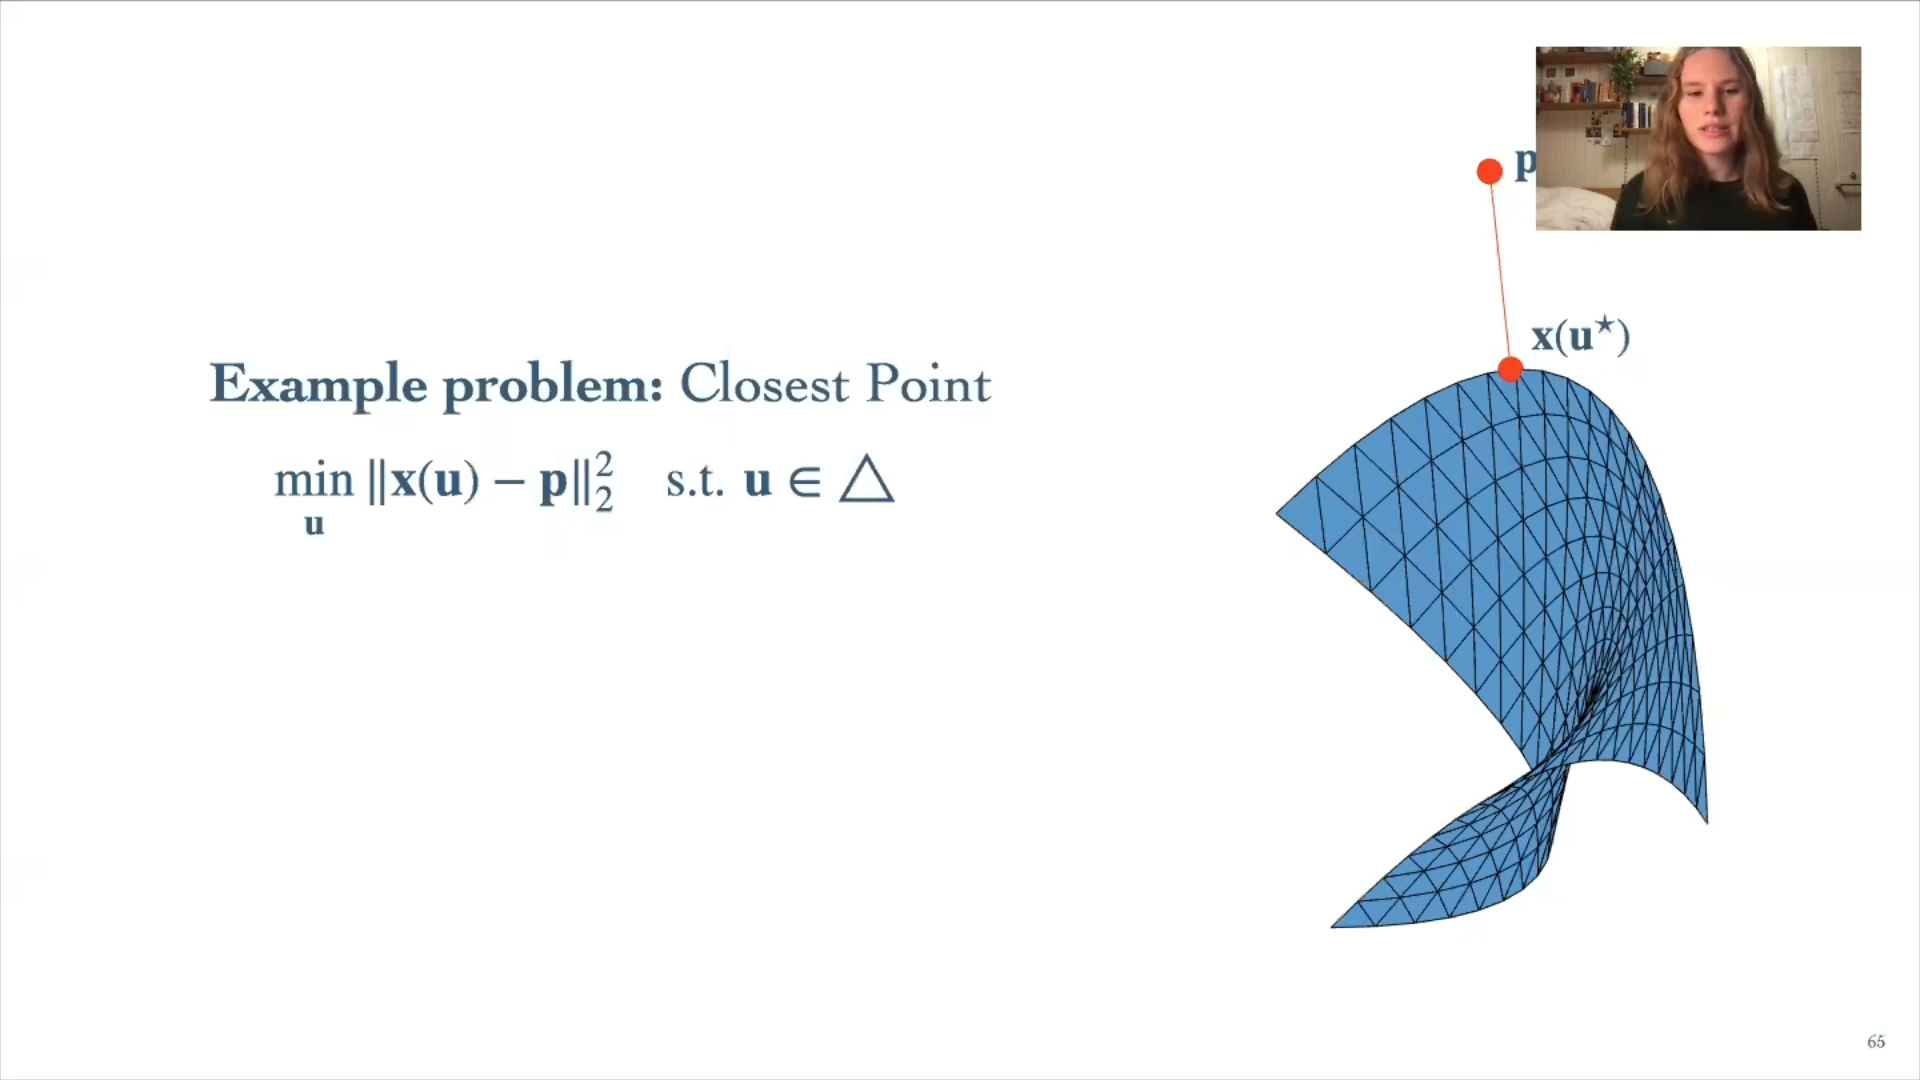 p
x(u★)
Example problem: Closest Point
min ‖x(u) − p‖₂² s.t. u ∈ △
u
65